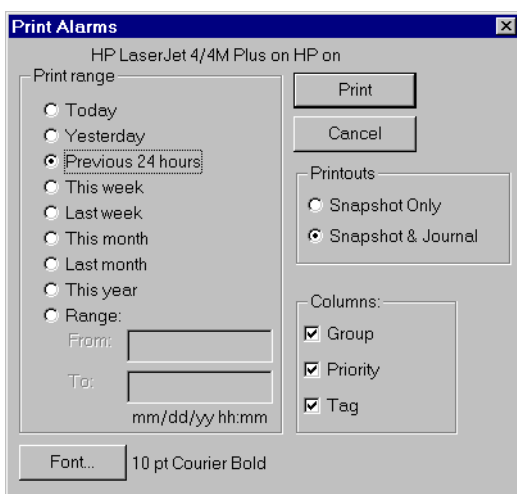 Print Alarms
HP LaserJet 4/4M Plus on HP on
Print range
Today
Yesterday
Previous 24 hours
This week
Last week
This month
Last month
This year
Range:
From:
To:
mm/dd/yy hh:mm
Print
Cancel
Printouts
Snapshot Only
Snapshot & Journal
Columns:
Group
Priority
Tag
Font...
10 pt Courier Bold